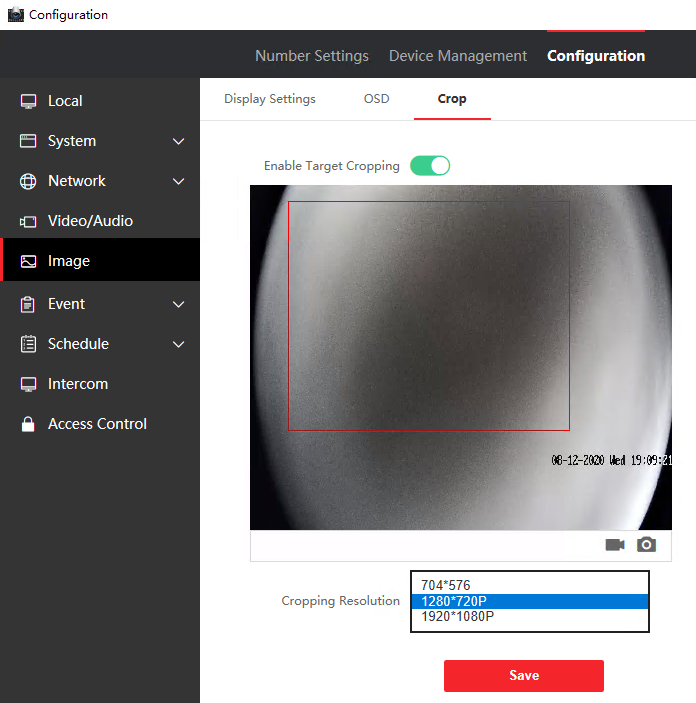 Configuration
Number Settings Device Management Configuration
Local
System
Network
Video/Audio
Image
Event
Schedule
Intercom
Access Control
Display Settings OSD Crop
Enable Target Cropping
08-12-2020 Wed 19:09:21
Cropping Resolution
704*576
1280*720P
1920*1080P
Save